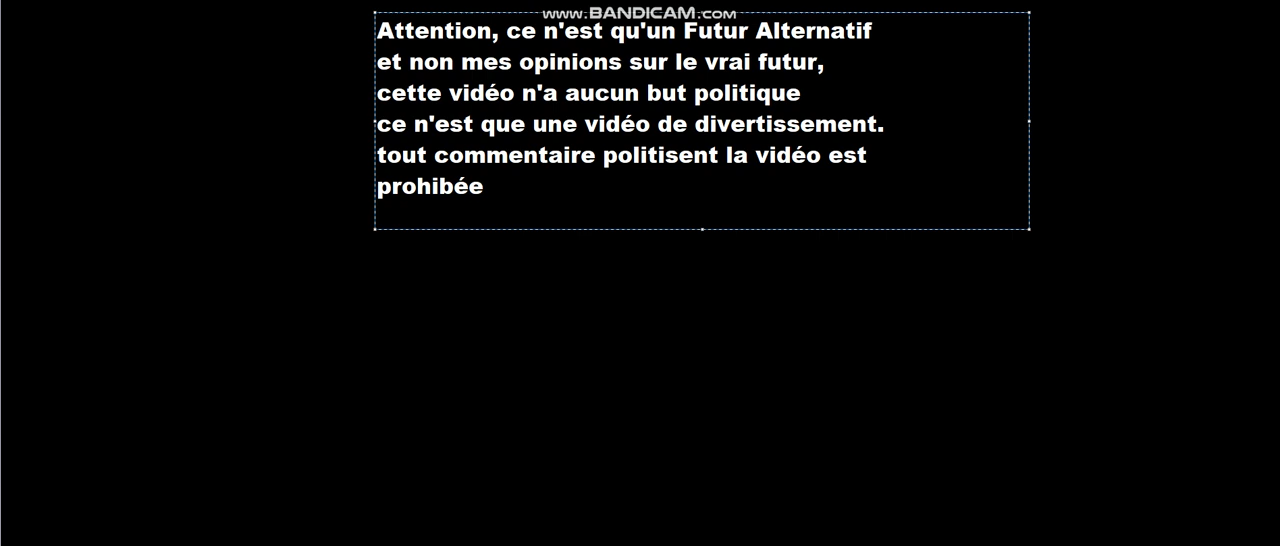 www.BANDICAM.com
Attention, ce n'est qu'un Futur Alternatif
et non mes opinions sur le vrai futur,
cette vidéo n'a aucun but politique
ce n'est que une vidéo de divertissement.
tout commentaire politisent la vidéo est
prohibée